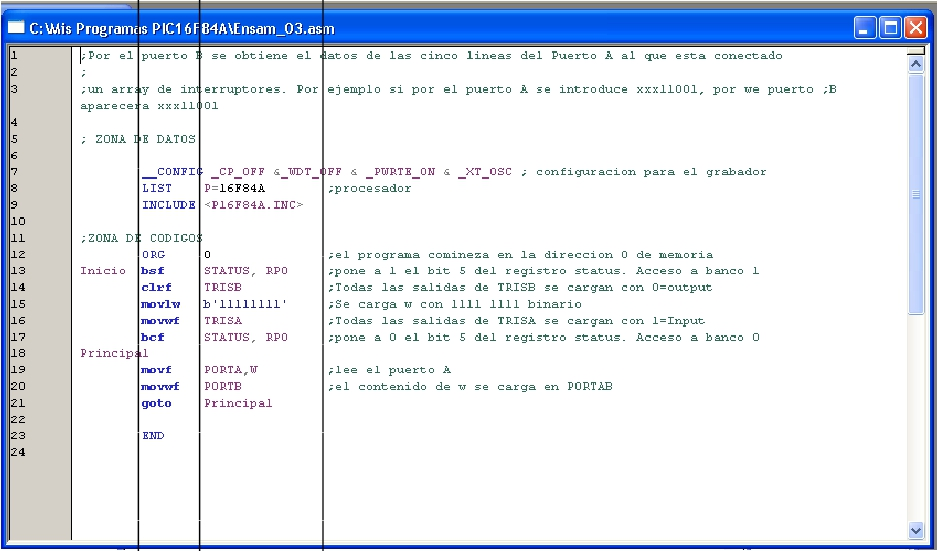 C:\Mis Programas PIC16F84A\Ensam_03.asm
1 ;Por el puerto B se obtiene el datos de las cinco lineas del Puerto A al que esta conectado
2 ;
3 ;un array de interruptores. Por ejemplo si por el puerto A se introduce xxx11001, por we puerto ;B
aparecera xxx11001
4
5 ; ZONA DE DATOS
6
7 __CONFIG _CP_OFF &_WDT_OFF & _PWRTE_ON & _XT_OSC ; configuracion para el grabador
8 LIST P=16F84A ;procesador
9 INCLUDE <P16F84A.INC>
10
11 ;ZONA DE CODIGOS
12 ORG 0 ;el programa comineza en la direccion 0 de memoria
13 Inicio bsf STATUS, RP0 ;pone a 1 el bit 5 del registro status. Acceso a banco 1
14 clrf TRISB ;Todas las salidas de TRISB se cargan con 0=output
15 movlw b'11111111' ;Se carga w con 1111 1111 binario
16 movwf TRISA ;Todas las salidas de TRISA se cargan con 1=Input
17 bcf STATUS, RP0 ;pone a 0 el bit 5 del registro status. Acceso a banco 0
18 Principal
19 movf PORTA,W ;lee el puerto A
20 movwf PORTB ;el contenido de w se carga en PORTAB
21 goto Principal
22
23 END
24